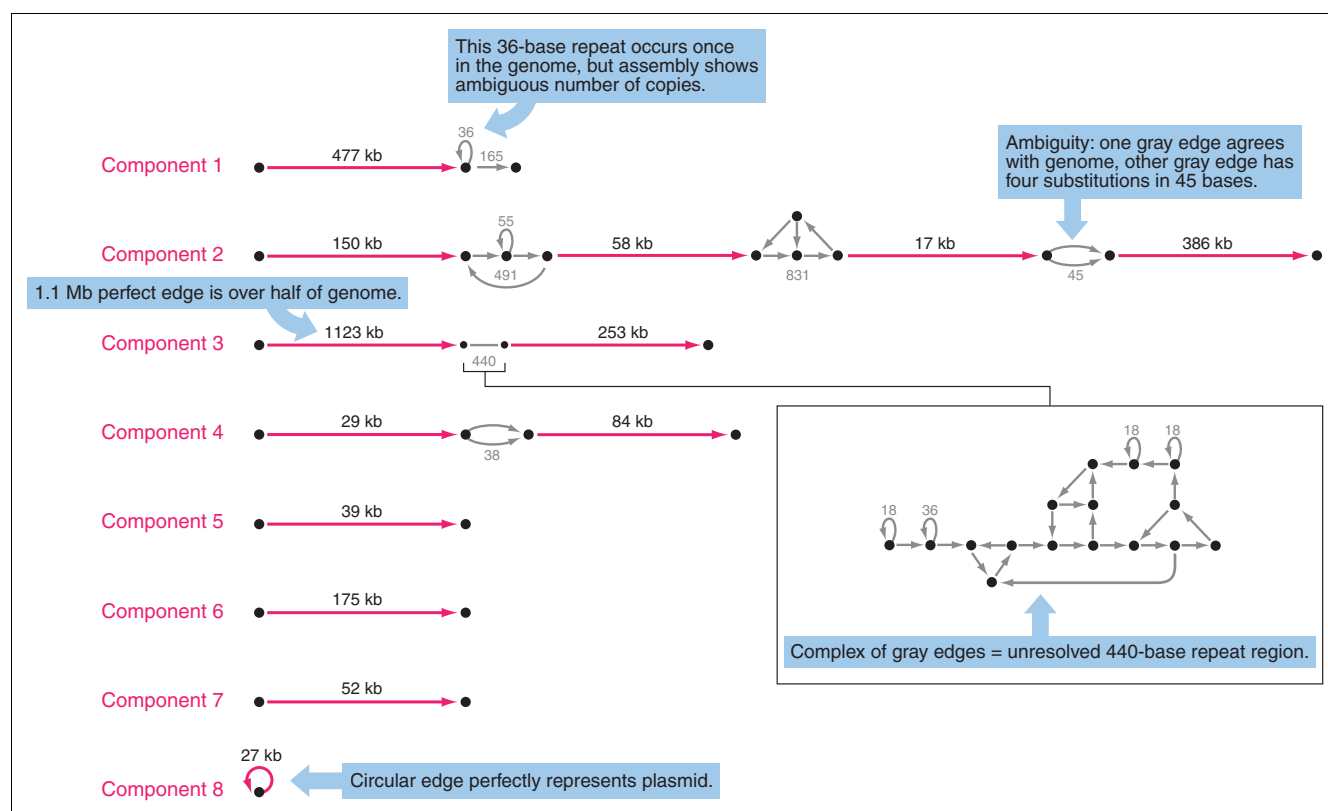 This 36-base repeat occurs once
in the genome, but assembly shows
ambiguous number of copies.
36
Component 1
477 kb
165
Ambiguity: one gray edge agrees
with genome, other gray edge has
four substitutions in 45 bases.
55
Component 2
150 kb
58 kb
17 kb
386 kb
491
831
45
1.1 Mb perfect edge is over half of genome.
Component 3
1123 kb
253 kb
440
Component 4
29 kb
84 kb
38
18
18
18
36
Complex of gray edges = unresolved 440-base repeat region.
Component 5
39 kb
Component 6
175 kb
Component 7
52 kb
27 kb
Component 8
Circular edge perfectly represents plasmid.